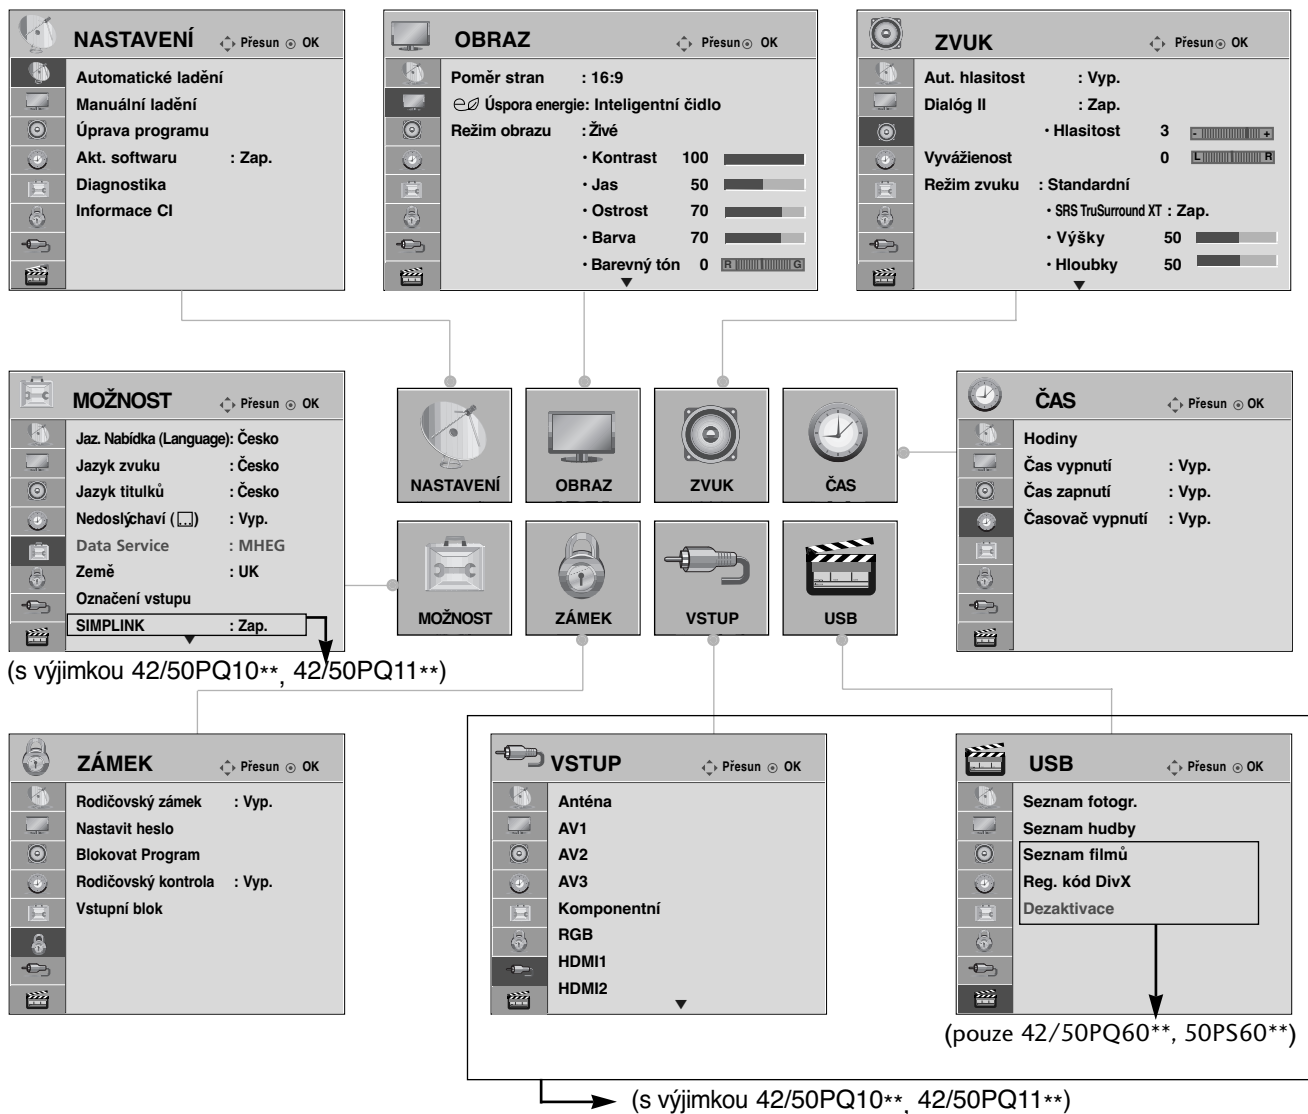 NASTAVENÍ Přesun OK
Automatické ladění
Manuální ladění
Úprava programu
Akt. softwaru : Zap.
Diagnostika
Informace CI
OBRAZ Přesun OK
Poměr stran : 16:9
Úspora energie: Inteligentní čidlo
Režim obrazu : Živé
• Kontrast 100
• Jas 50
• Ostrost 70
• Barva 70
• Barevný tón 0 R G
ZVUK Přesun OK
Aut. hlasitost : Vyp.
Dialóg II : Zap.
• Hlasitost 3 - +
Vyvážienost 0 L R
Režim zvuku : Standardní
• SRS TruSurround XT : Zap.
• Výšky 50
• Hloubky 50
MOŽNOST Přesun OK
Jaz. Nabídka (Language): Česko
Jazyk zvuku : Česko
Jazyk titulků : Česko
Nedoslýchaví ( ) : Vyp.
Data Service : MHEG
Země : UK
Označení vstupu
SIMPLINK : Zap.
(s výjimkou 42/50PQ10**, 42/50PQ11**)
NASTAVENÍ
OBRAZ
ZVUK
ČAS
MOŽNOST
ZÁMEK
VSTUP
USB
ČAS Přesun OK
Hodiny
Čas vypnutí : Vyp.
Čas zapnutí : Vyp.
Časovač vypnutí : Vyp.
ZÁMEK Přesun OK
Rodičovský zámek : Vyp.
Nastavit heslo
Blokovat Program
Rodičovský kontrola : Vyp.
Vstupní blok
VSTUP Přesun OK
Anténa
AV1
AV2
AV3
Komponentní
RGB
HDMI1
HDMI2
USB Přesun OK
Seznam fotogr.
Seznam hudby
Seznam filmů
Reg. kód DivX
Dezaktivace
(pouze 42/50PQ60**, 50PS60**)
(s výjimkou 42/50PQ10**, 42/50PQ11**)